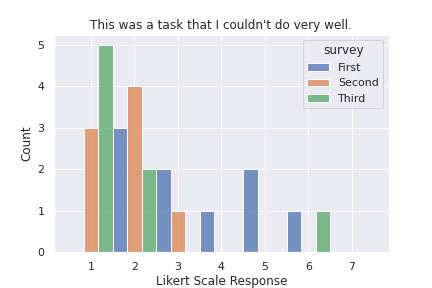 This was a task that I couldn't do very well.
survey
First
Second
Third
5
4
3
2
1
0
Count
1 2 3 4 5 6 7
Likert Scale Response